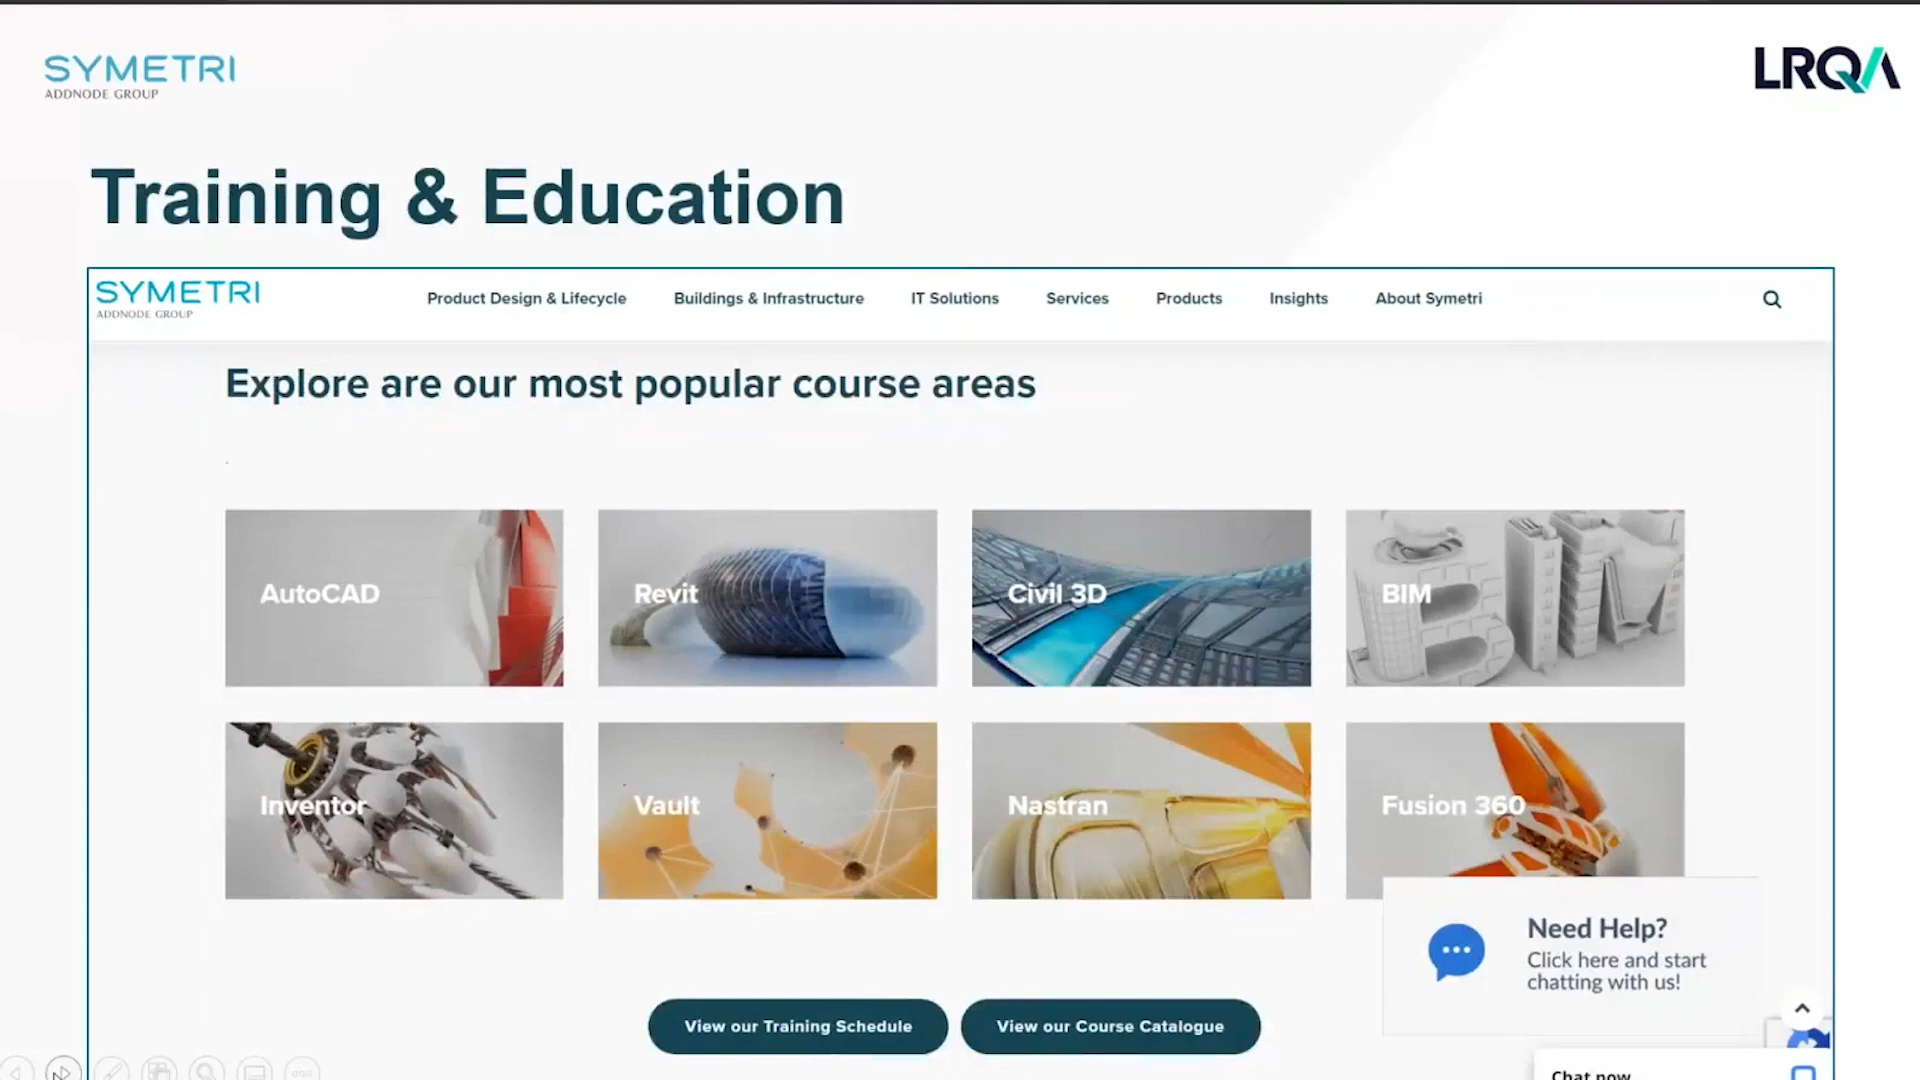 SYMETRI
ADDNODE GROUP
LRQA
Training & Education
SYMETRI
ADDNODE GROUP
Product Design & Lifecycle
Buildings & Infrastructure
IT Solutions
Services
Products
Insights
About Symetri
Explore are our most popular course areas
AutoCAD
Revit
Civil 3D
BIM
BIM
Inventor
Vault
Nastran
Fusion 360
Need Help?
Click here and start
chatting with us!
View our Training Schedule
View our Course Catalogue
Chat now